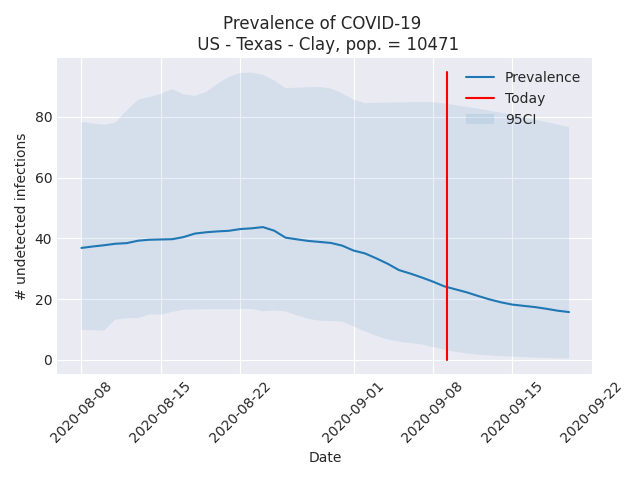 Prevalence of COVID-19
US - Texas - Clay, pop. = 10471
Prevalence
Today
95CI
# undetected infections
80
60
40
20
0
2020-08-08
2020-08-15
2020-08-22
2020-09-01
2020-09-08
2020-09-15
2020-09-22
Date